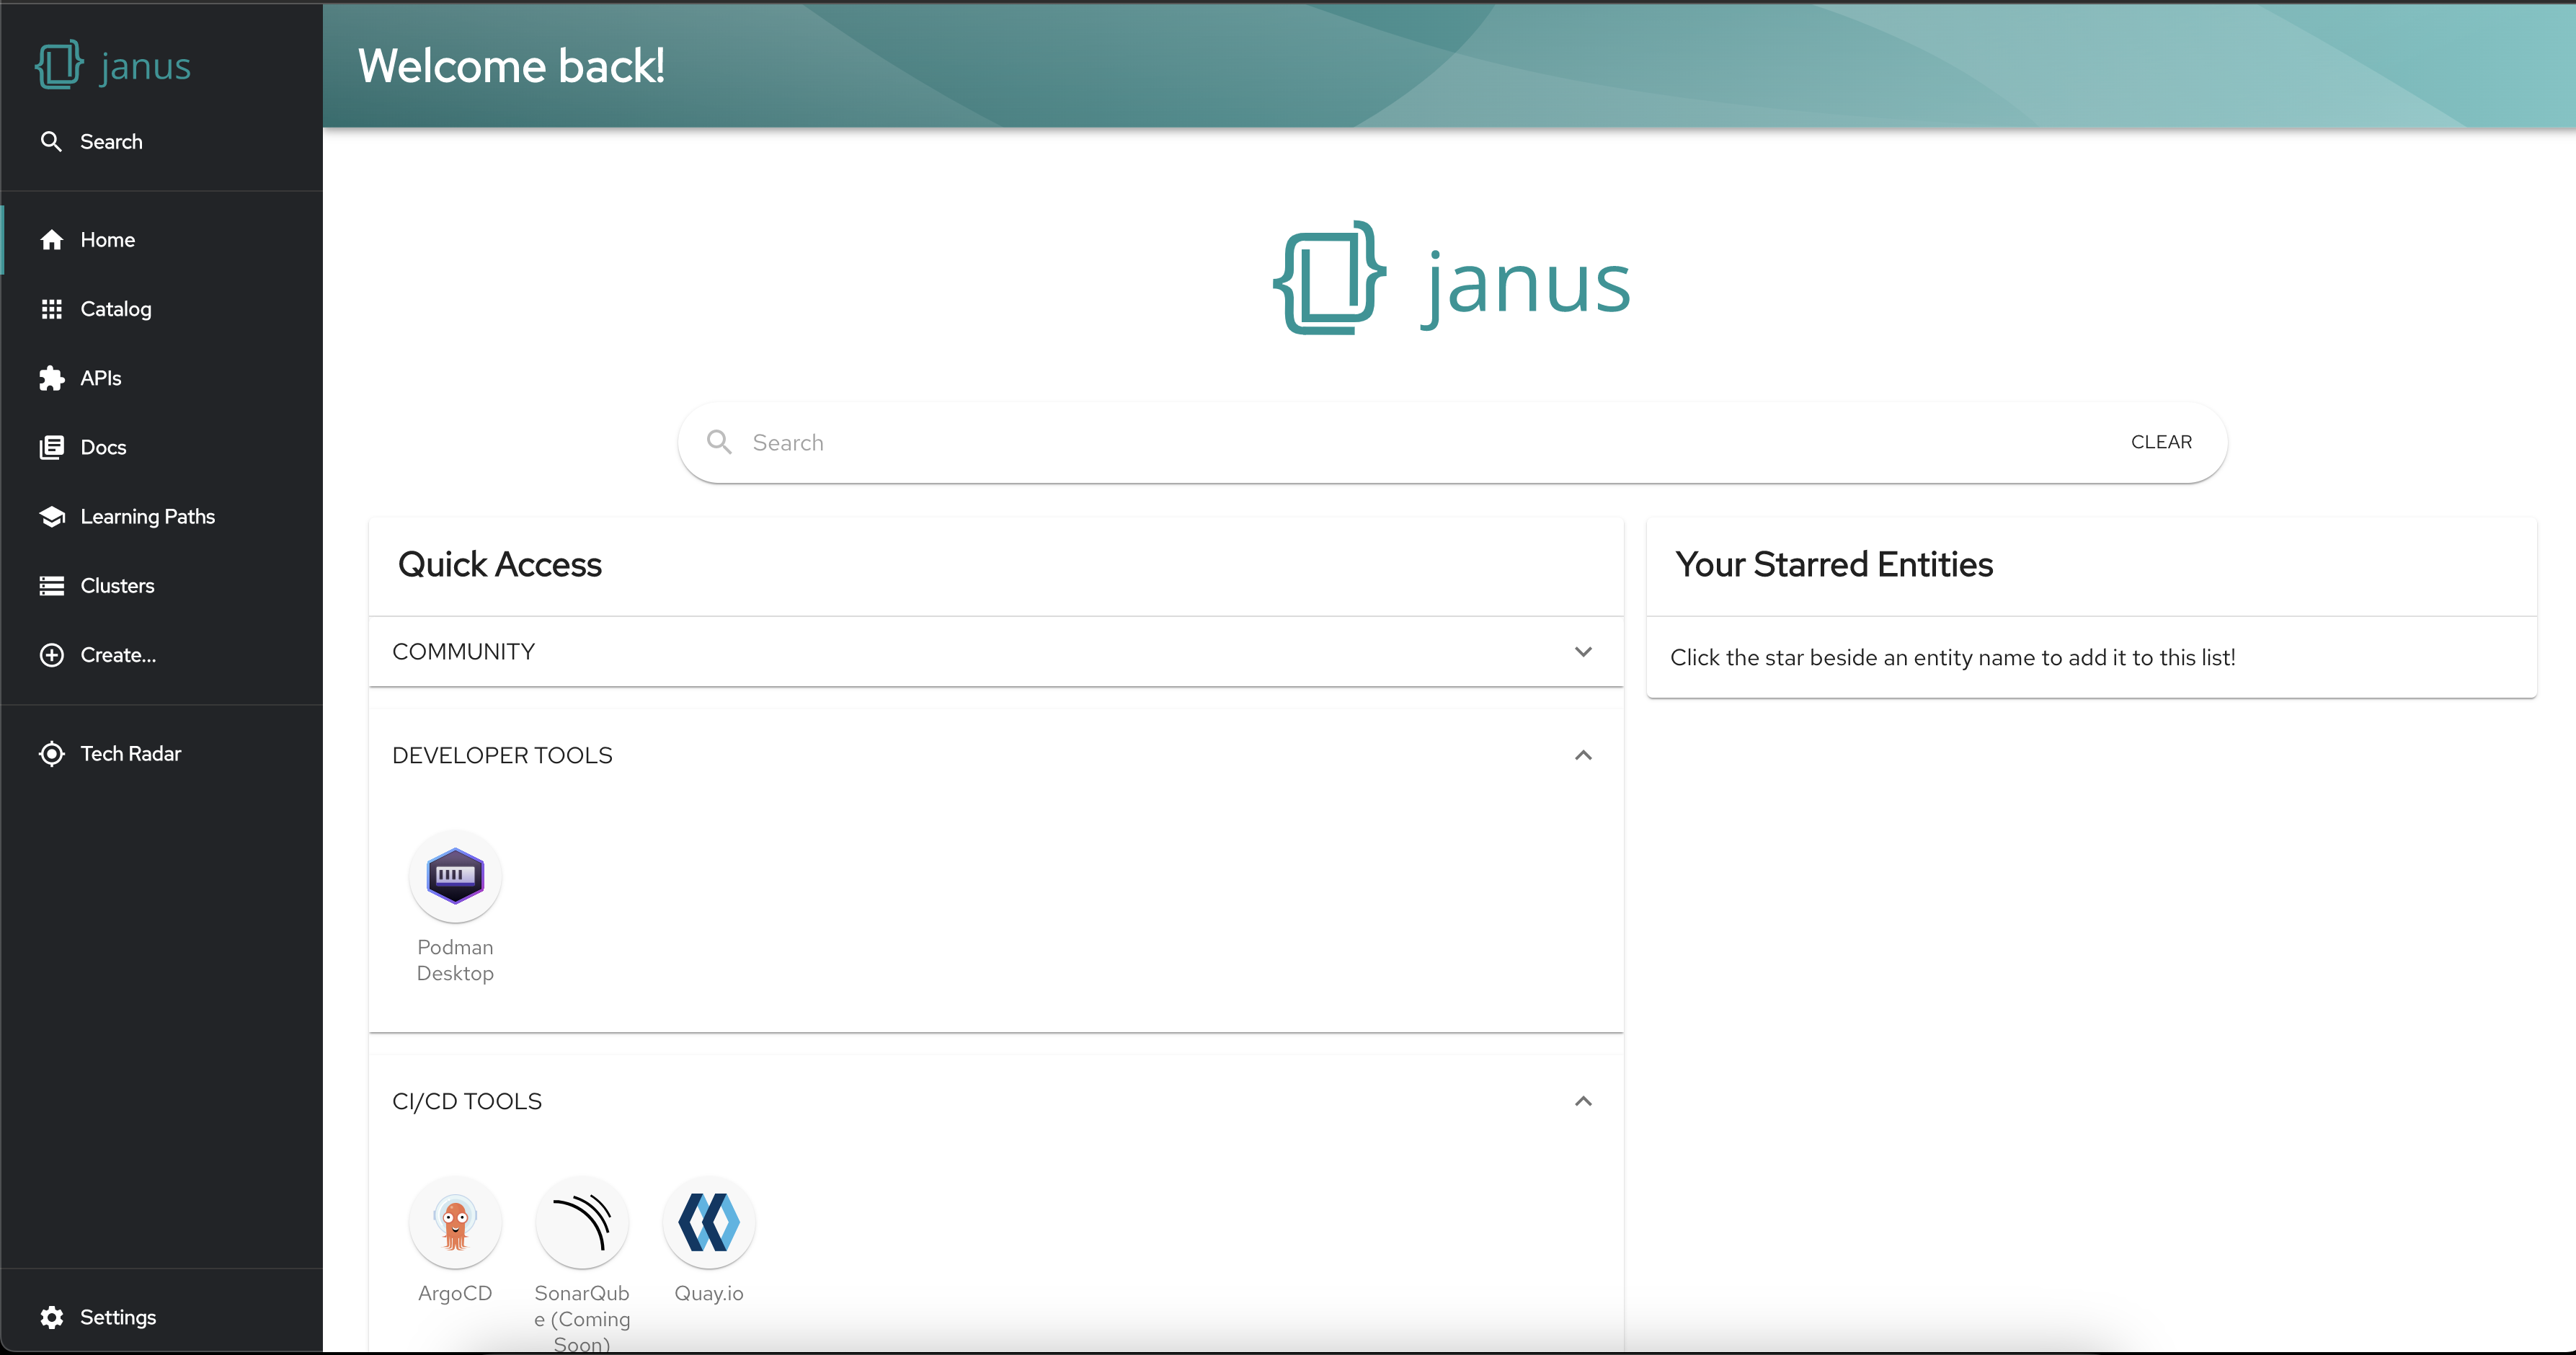 janus
Search
Home
Catalog
APIs
Docs
Learning Paths
Clusters
Create...
Tech Radar
Settings
Welcome back!
janus
Search
CLEAR
Quick Access
COMMUNITY
DEVELOPER TOOLS
Podman
Desktop
CI/CD TOOLS
ArgoCD
SonarQub
e (Coming
Soon)
Quay.io
Your Starred Entities
Click the star beside an entity name to add it to this list!